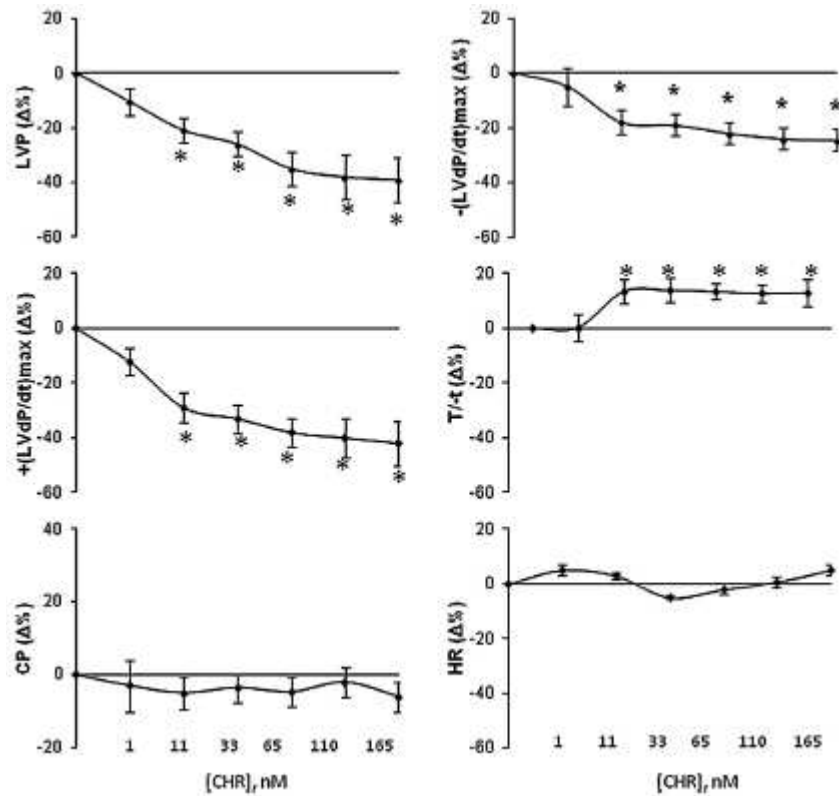 20
0
-20
-40
-60
LVP (Δ%)
* * * * *
20
0
-20
-40
-60
-(LVdP/dt)max (Δ%)
* * * * *
20
0
-20
-40
-60
+(LVdP/dt)max (Δ%)
* * * * *
20
0
-20
-40
-60
T/-t (Δ%)
* * * * *
40
20
0
-20
CP (Δ%)
1 11 33 65 110 165
[CHR], nM
20
0
-20
-40
-60
HR (Δ%)
1 11 33 65 110 165
[CHR], nM